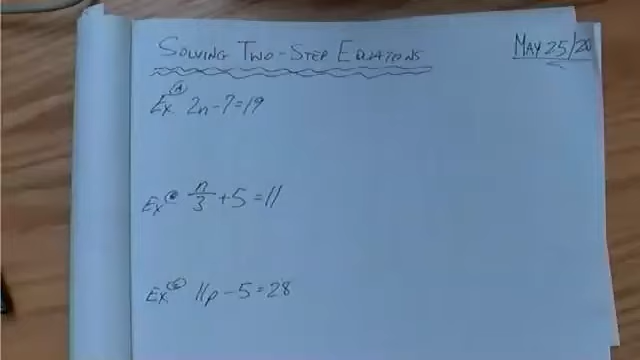 SOLVING TWO-STEP EQUATIONS
MAY 25/20
Ex Ⓐ 2n-7=19
Ex n/3 +5=11
Ex 11p-5=28